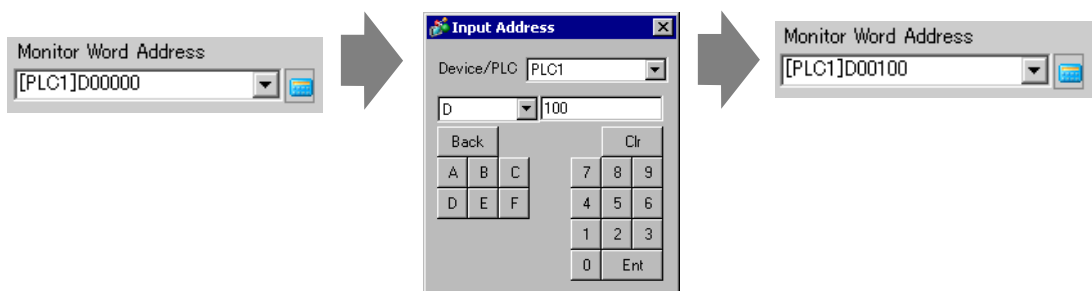 Monitor Word Address
[PLC1]D00000
Input Address
Device/PLC PLC1
D 100
Back Clr
A B C 7 8 9
D E F 4 5 6
1 2 3
0 Ent
Monitor Word Address
[PLC1]D00100